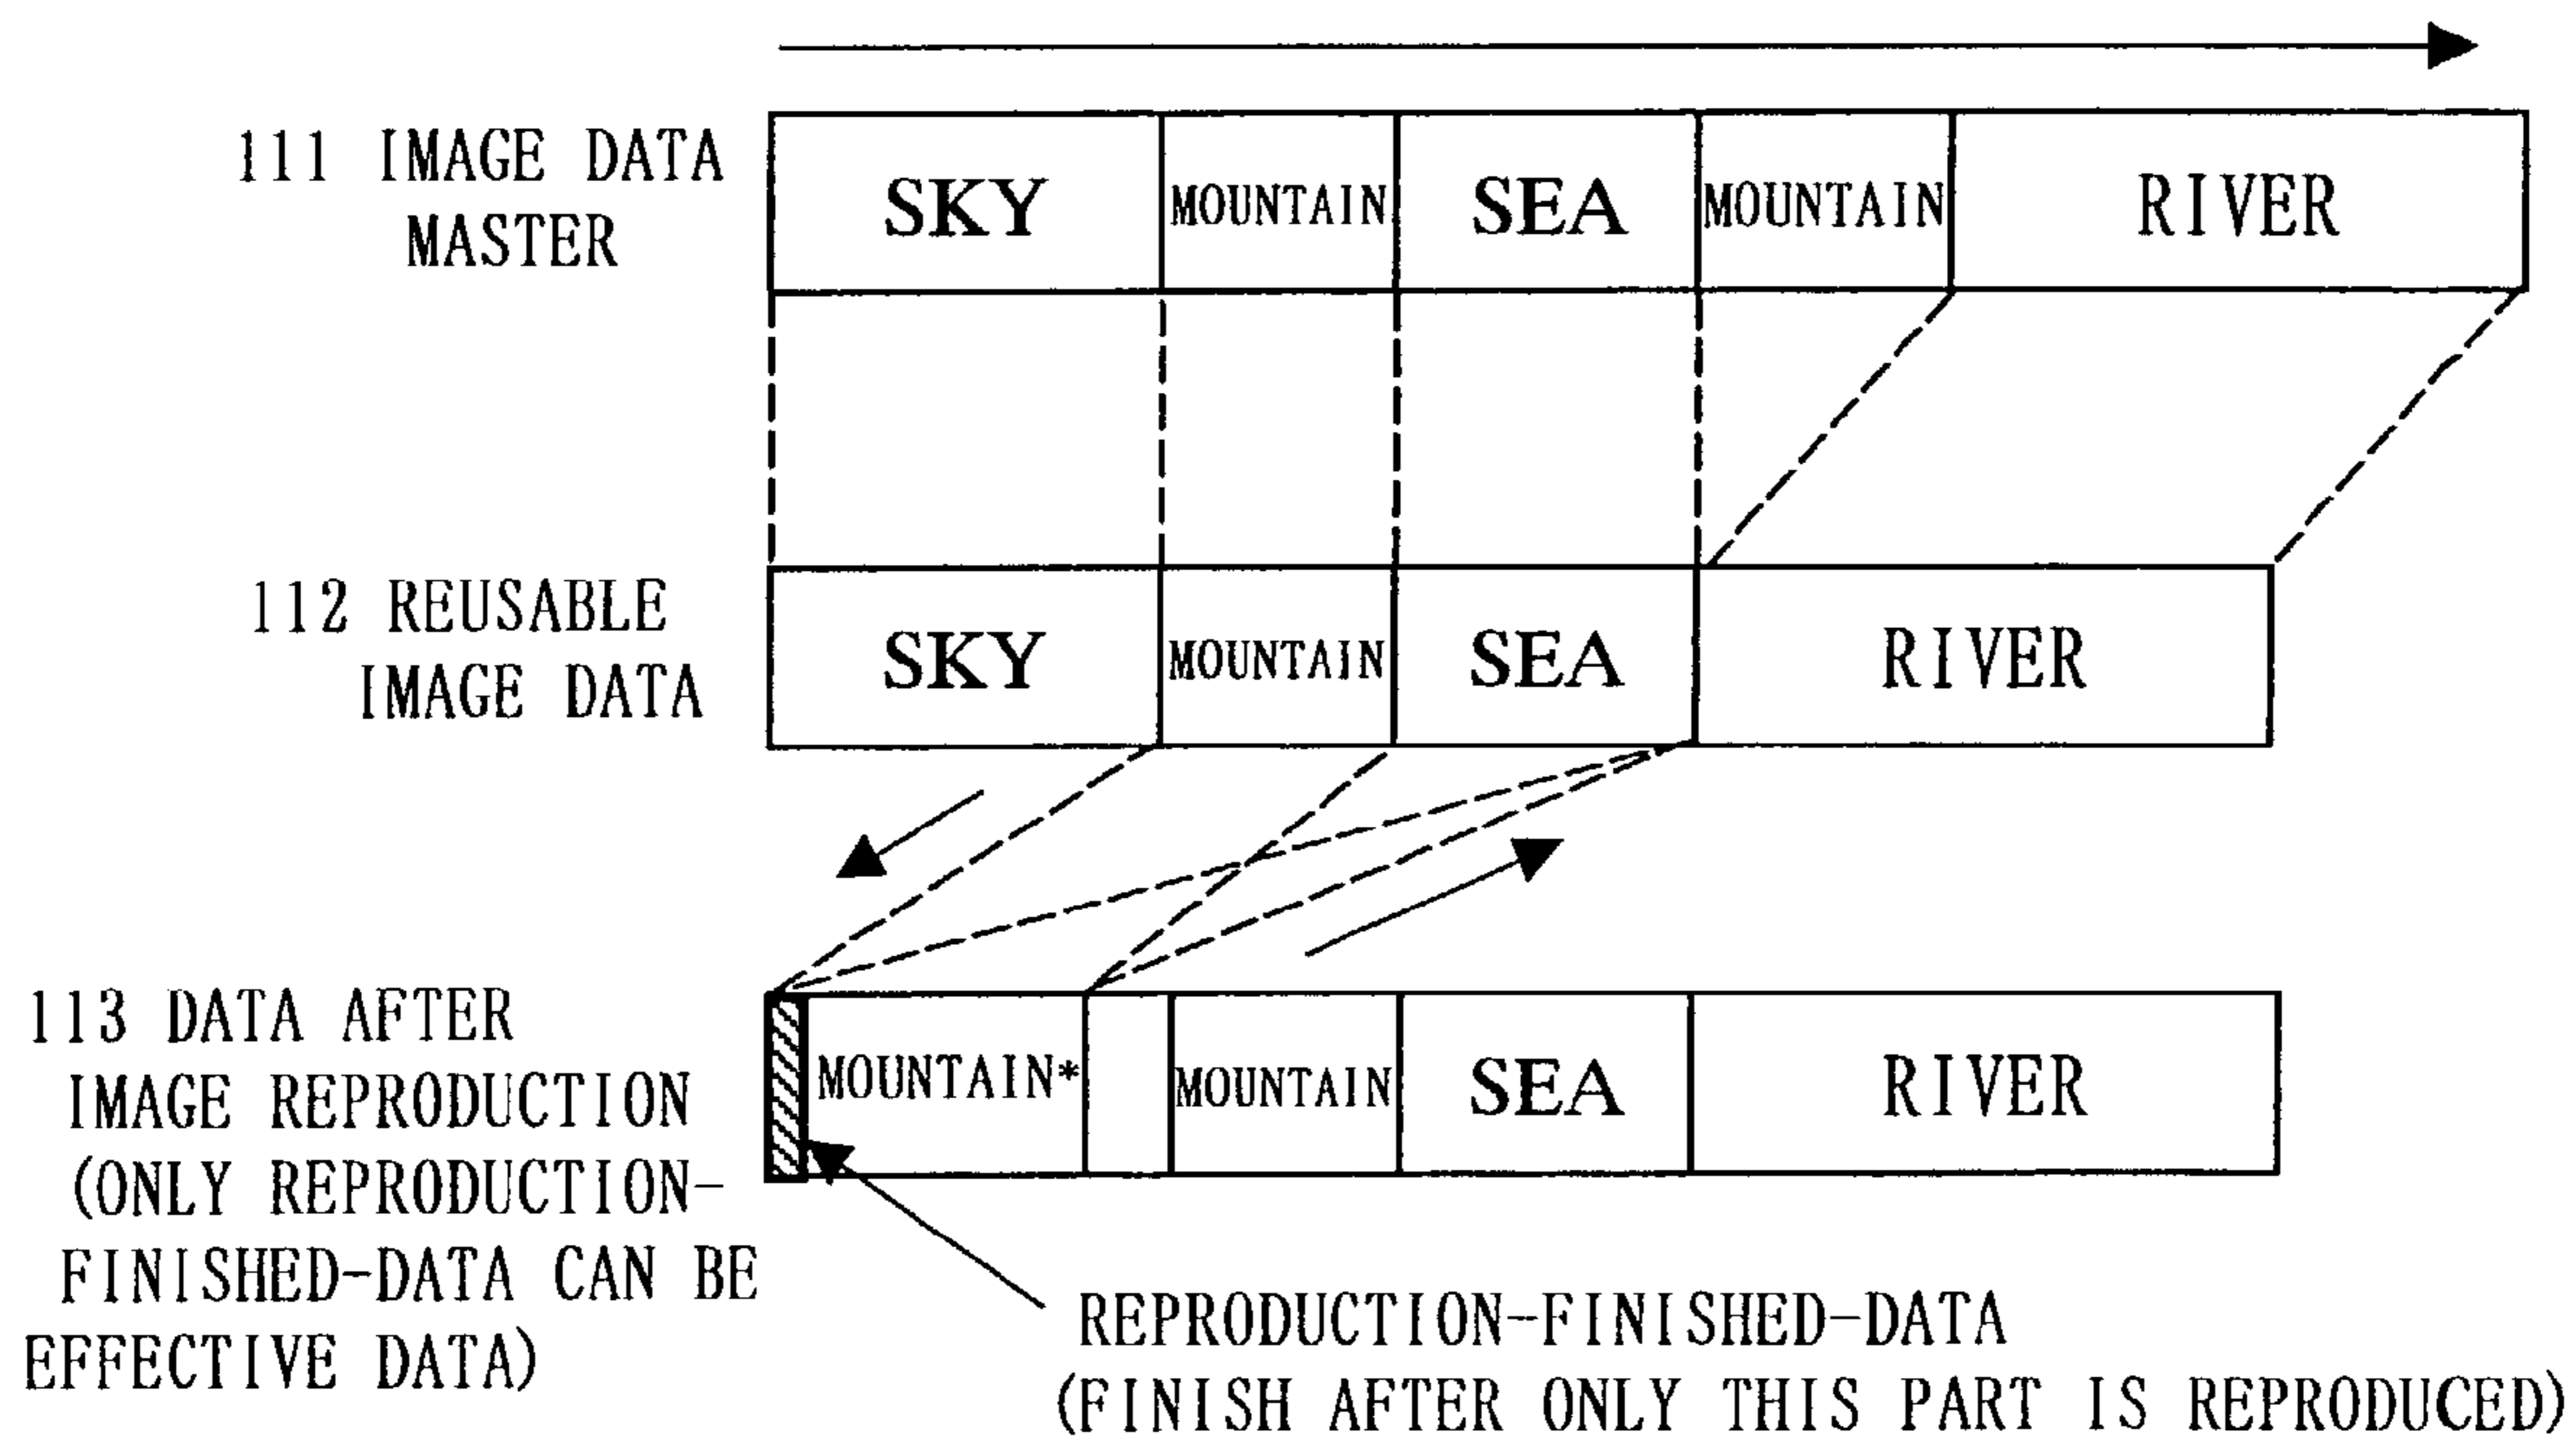 111 IMAGE DATA
MASTER
SKY MOUNTAIN SEA MOUNTAIN RIVER
112 REUSABLE
IMAGE DATA
SKY MOUNTAIN SEA RIVER
113 DATA AFTER
IMAGE REPRODUCTION
(ONLY REPRODUCTION-
FINISHED-DATA CAN BE
EFFECTIVE DATA)
MOUNTAIN* MOUNTAIN SEA RIVER
REPRODUCTION-FINISHED-DATA
(FINISH AFTER ONLY THIS PART IS REPRODUCED)